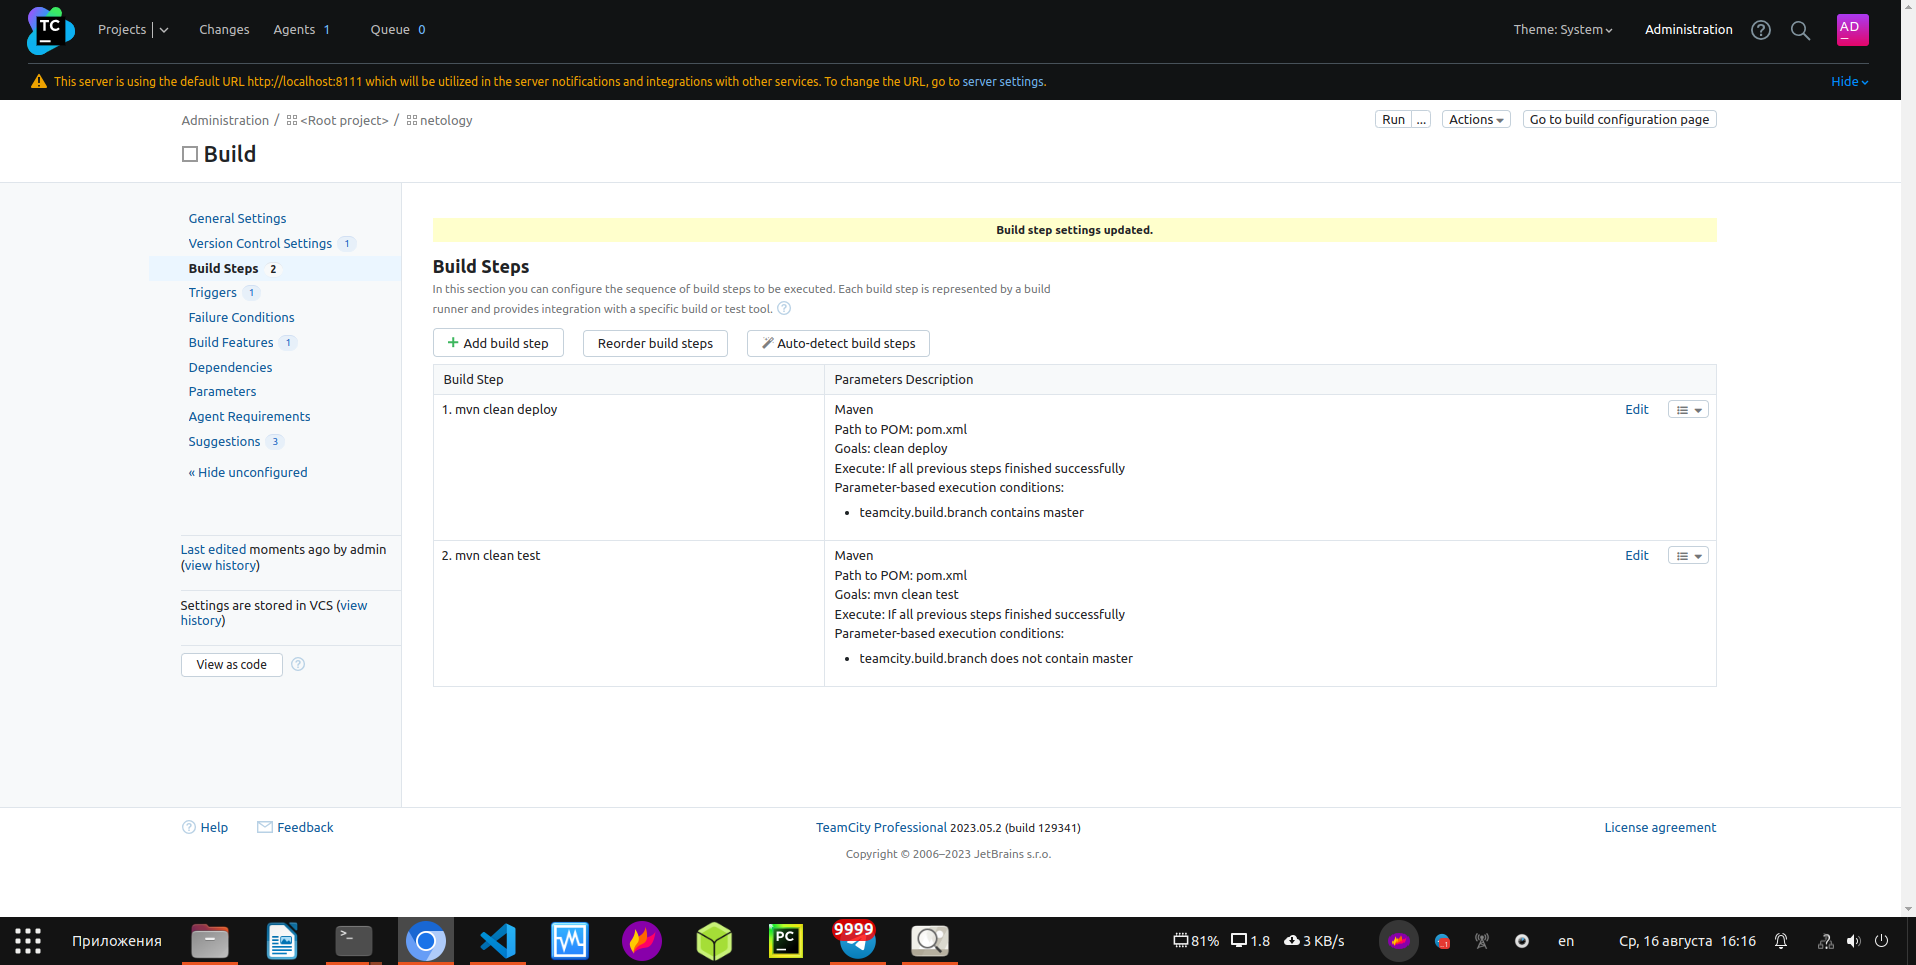 TC
Projects
Changes
Agents 1
Queue 0
Theme: System
Administration
AD
This server is using the default URL http://localhost:8111 which will be utilized in the server notifications and integrations with other services. To change the URL, go to server settings.
Hide
Administration / <Root project> / netology
Run ...
Actions
Go to build configuration page
Build
General Settings
Version Control Settings 1
Build Steps 2
Triggers 1
Failure Conditions
Build Features 1
Dependencies
Parameters
Agent Requirements
Suggestions 3
« Hide unconfigured
Last edited moments ago by admin
(view history)
Settings are stored in VCS (view
history)
View as code ?
Build step settings updated.
Build Steps
In this section you can configure the sequence of build steps to be executed. Each build step is represented by a build
runner and provides integration with a specific build or test tool. ?
+ Add build step
Reorder build steps
Auto-detect build steps
Build Step
Parameters Description
1. mvn clean deploy
Maven
Edit
Path to POM: pom.xml
Goals: clean deploy
Execute: If all previous steps finished successfully
Parameter-based execution conditions:
• teamcity.build.branch contains master
2. mvn clean test
Maven
Edit
Path to POM: pom.xml
Goals: mvn clean test
Execute: If all previous steps finished successfully
Parameter-based execution conditions:
• teamcity.build.branch does not contain master
? Help
Feedback
TeamCity Professional 2023.05.2 (build 129341)
License agreement
Copyright © 2006–2023 JetBrains s.r.o.
Приложения
>_
PC
9999
81%
1.8
3 KB/s
en
Ср, 16 августа 16:16